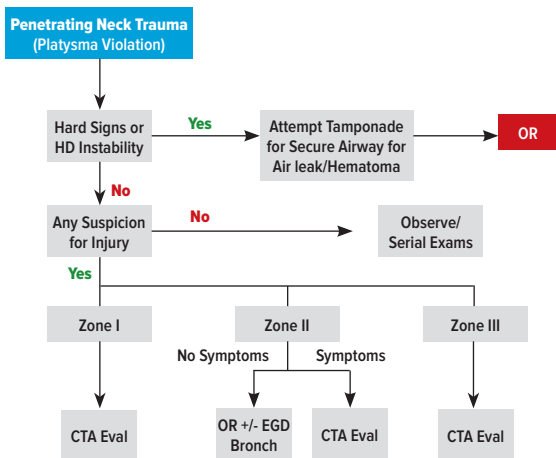 Penetrating Neck Trauma
(Platysma Violation)
Hard Signs or
HD Instability
Yes
Attempt Tamponade
for Secure Airway for
Air leak/Hematoma
OR
No
Any Suspicion
for Injury
No
Observe/
Serial Exams
Yes
Zone I
Zone II
Zone III
No Symptoms
Symptoms
CTA Eval
OR +/- EGD
Bronch
CTA Eval
CTA Eval